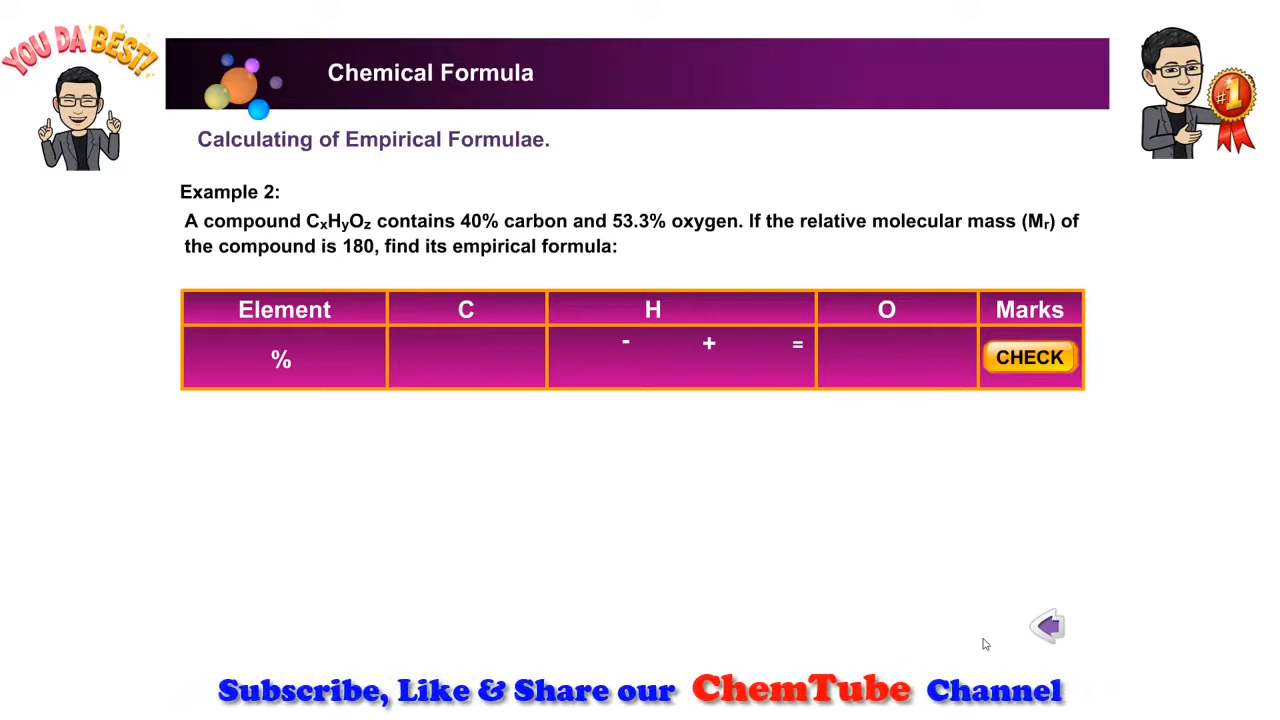 YOU DA BEST!
#1
Chemical Formula
Calculating of Empirical Formulae.
Example 2:
A compound CₓHᵧO₂ contains 40% carbon and 53.3% oxygen. If the relative molecular mass (Mᵣ) of
the compound is 180, find its empirical formula:
Element C H O Marks
% - + = CHECK
Subscribe, Like & Share our ChemTube Channel